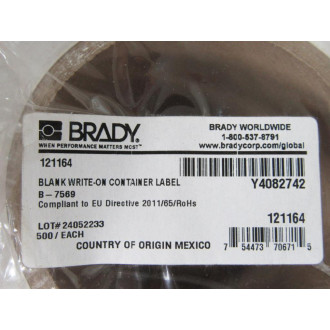 BRADY
WHEN PERFORMANCE MATTERS MOST™
BRADY WORLDWIDE
1-800-537-8791
www.bradycorp.com/global
121164
BLANK WRITE-ON CONTAINER LABEL
B-7569
Compliant to EU Directive 2011/65/RoHs
Y4082742
LOT# 24052233
500 / EACH
121164
COUNTRY OF ORIGIN MEXICO
7 54473 70671 5